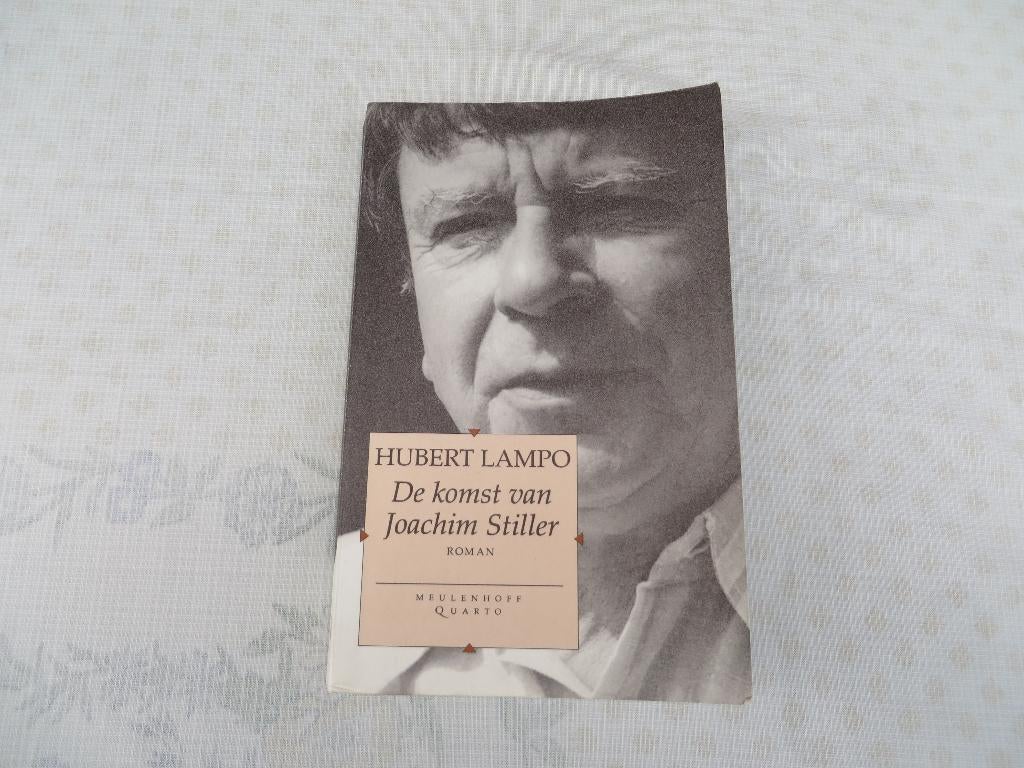 HUBERT LAMPO
De komst van
Joachim Stiller
ROMAN
MEULENHOFF
QUARTO